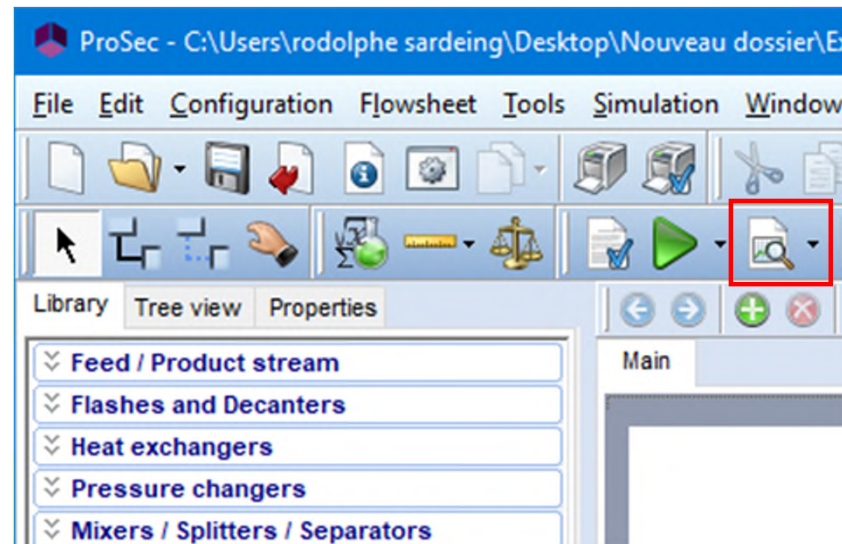 ProSec - C:\Users\rodolphe sardeing\Desktop\Nouveau dossier\E
File Edit Configuration Flowsheet Tools Simulation Window
Library Tree view Properties
Main
Feed / Product stream
Flashes and Decanters
Heat exchangers
Pressure changers
Mixers / Splitters / Separators